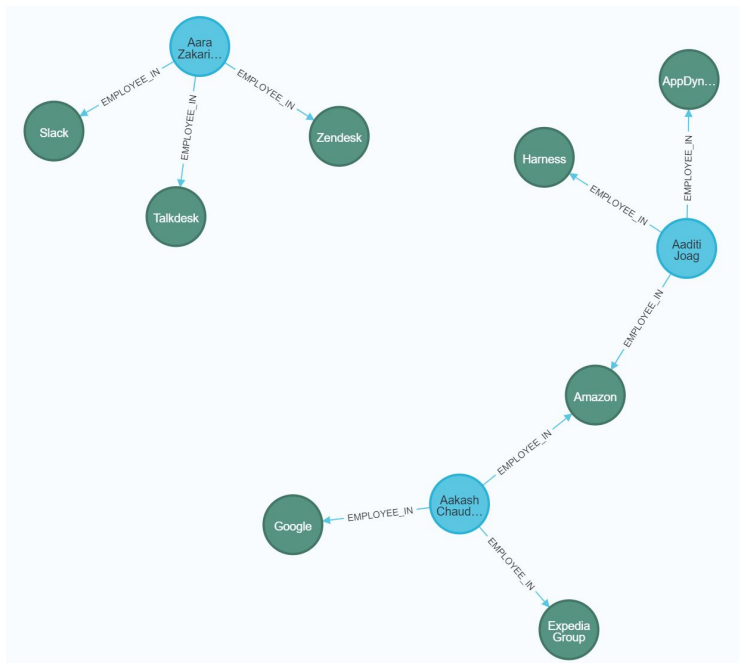 Aara
Zakari…
EMPLOYEE_IN
EMPLOYEE_IN
EMPLOYEE_IN
Slack
Talkdesk
Zendesk
AppDyn…
Harness
EMPLOYEE_IN
EMPLOYEE_IN
Aaditi
Joag
EMPLOYEE_IN
Amazon
EMPLOYEE_IN
Aakash
Chaud…
EMPLOYEE_IN
Google
EMPLOYEE_IN
Expedia
Group